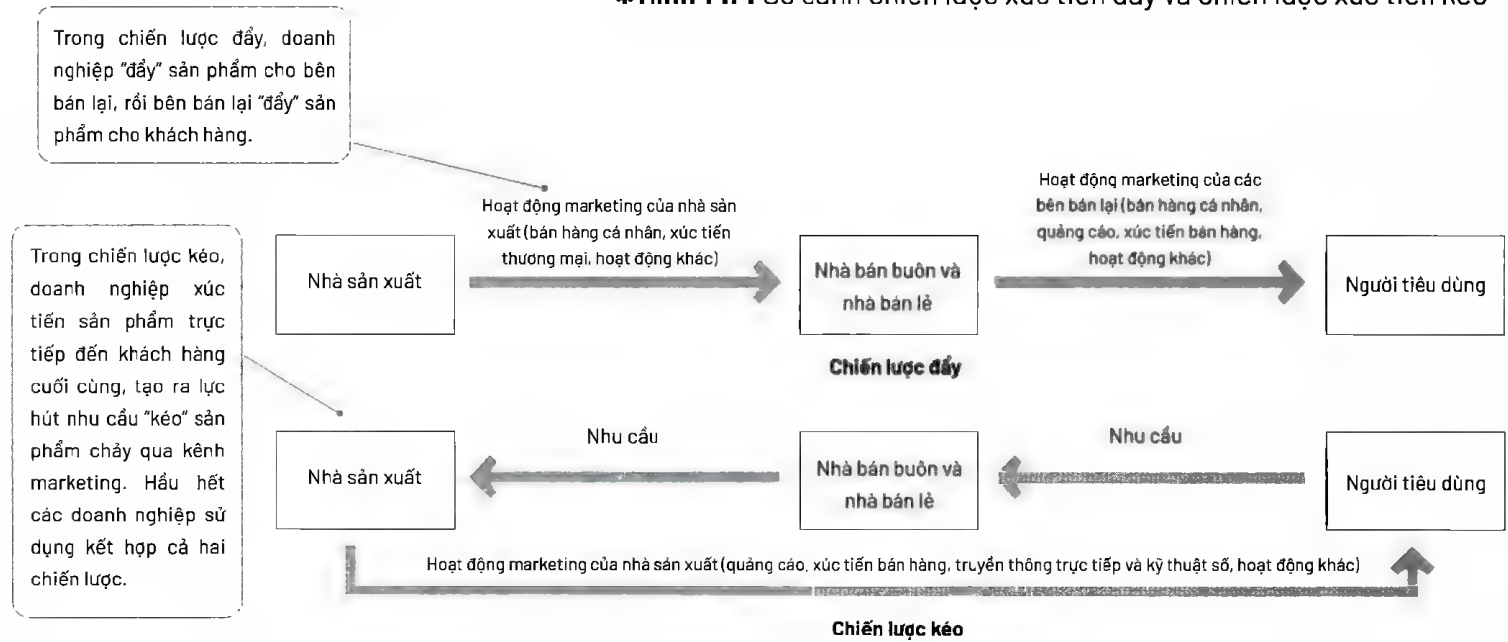 Trong chiến lược đẩy, doanh
nghiệp "đẩy" sản phẩm cho bên
bán lại, rồi bên bán lại "đẩy" sản
phẩm cho khách hàng.
Hoạt động marketing của nhà sản
xuất (bán hàng cá nhân, xúc tiến
thương mại, hoạt động khác)
Hoạt động marketing của các
bên bán lại (bán hàng cá nhân,
quảng cáo, xúc tiến bán hàng,
hoạt động khác)
Nhà sản xuất
Nhà bán buôn và
nhà bán lẻ
Người tiêu dùng
Chiến lược đẩy
Trong chiến lược kéo,
doanh nghiệp xúc
tiến sản phẩm trực
tiếp đến khách hàng
cuối cùng, tạo ra lực
hút nhu cầu "kéo" sản
phẩm chảy qua kênh
marketing. Hầu hết
các doanh nghiệp sử
dụng kết hợp cả hai
chiến lược.
Nhà sản xuất
Nhu cầu
Nhà bán buôn và
nhà bán lẻ
Nhu cầu
Người tiêu dùng
Hoạt động marketing của nhà sản xuất (quảng cáo, xúc tiến bán hàng, truyền thông trực tiếp và kỹ thuật số, hoạt động khác)
Chiến lược kéo